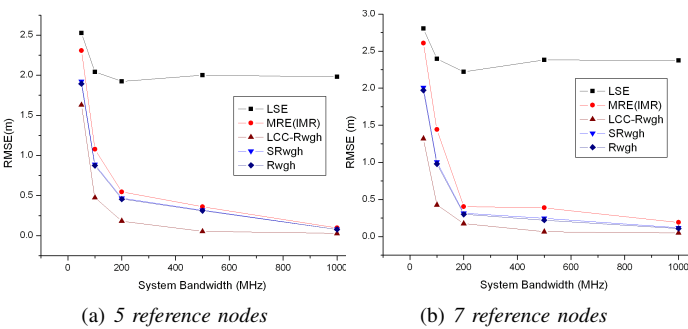 2.5
2.0
1.5
1.0
0.5
0.0
RMSE(m)
LSE
MRE(IMR)
LCC-Rwgh
SRwgh
Rwgh
0 200 400 600 800 1000
System Bandwidth (MHz)
(a) 5 reference nodes
3.0
2.5
2.0
1.5
1.0
0.5
0.0
RMSE (m)
LSE
MRE(IMR)
LCC-Rwgh
SRwgh
Rwgh
0 200 400 600 800 1000
System Bandwidth (MHz)
(b) 7 reference nodes